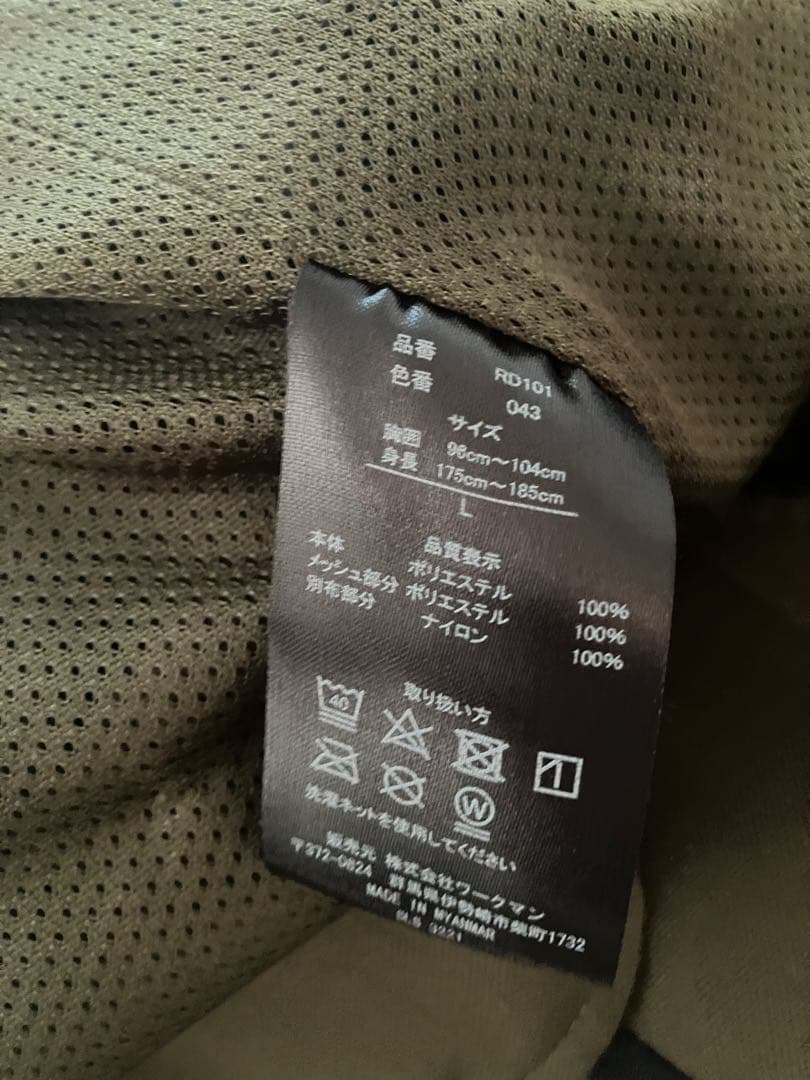 品番 RD101
色番 043
サイズ
胸囲 96cm～104cm
身長 175cm～185cm
L
品質表示
本体 ポリエステル 100%
メッシュ部分 ポリエステル 100%
別布部分 ナイロン 100%
取り扱い方
40
W
洗濯ネットを使用してください
販売元 株式会社ワークマン
〒372-0824 群馬県伊勢崎市柴町1732
MADE IN MYANMAR